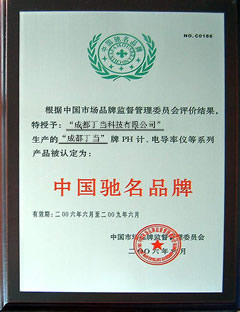 NO.C0186
中国驰名品牌
根据中国市场品牌监督管理委员会评价结果，
特授予：“成都丁当科技有限公司”
生产的“成都丁当”牌PH计、电导率仪等系列
产品被认定为：
中国驰名品牌
有效期：二00六年六月至二00九年六月
中国市场品牌监督管理委员会
二00六年六月